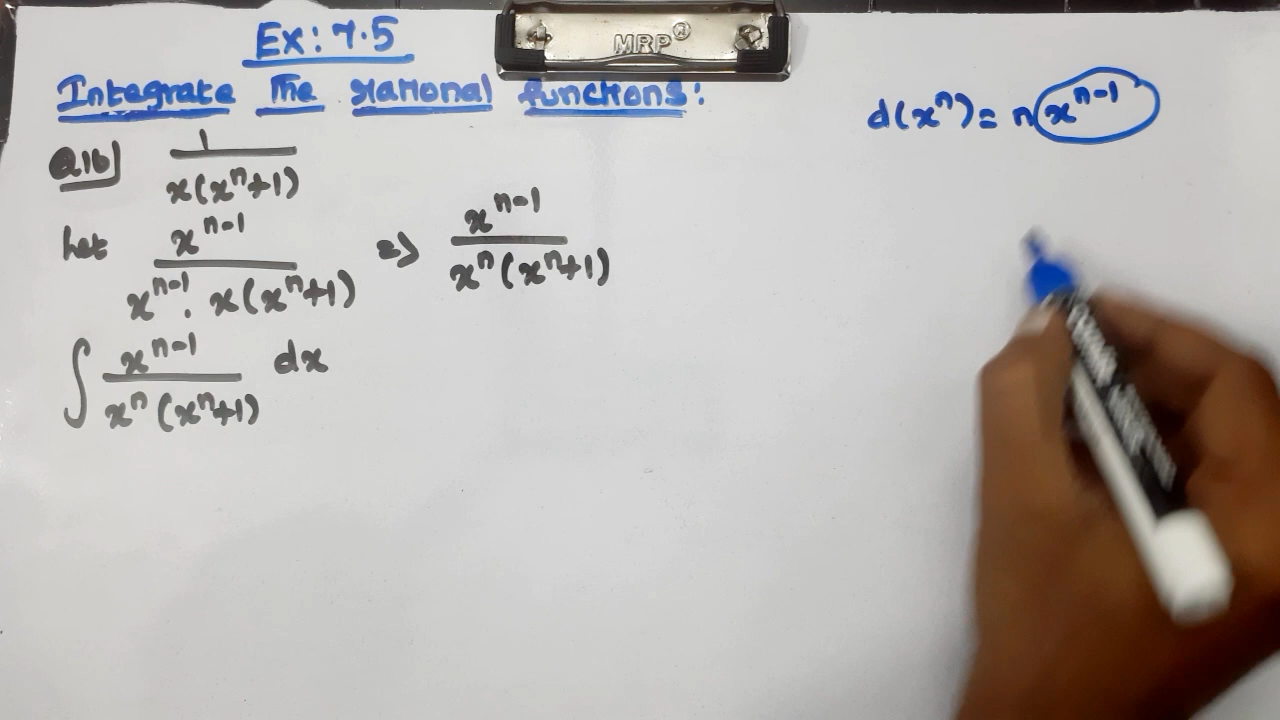 Ex: 7.5
MRP®
Integrate The rational functions:
d(xⁿ) = n xⁿ⁻¹
Q16) 1 / x(xⁿ+1)
Let xⁿ⁻¹ / xⁿ⁻¹ . x(xⁿ+1) => xⁿ⁻¹ / xⁿ(xⁿ+1)
∫ xⁿ⁻¹ / xⁿ(xⁿ+1) dx